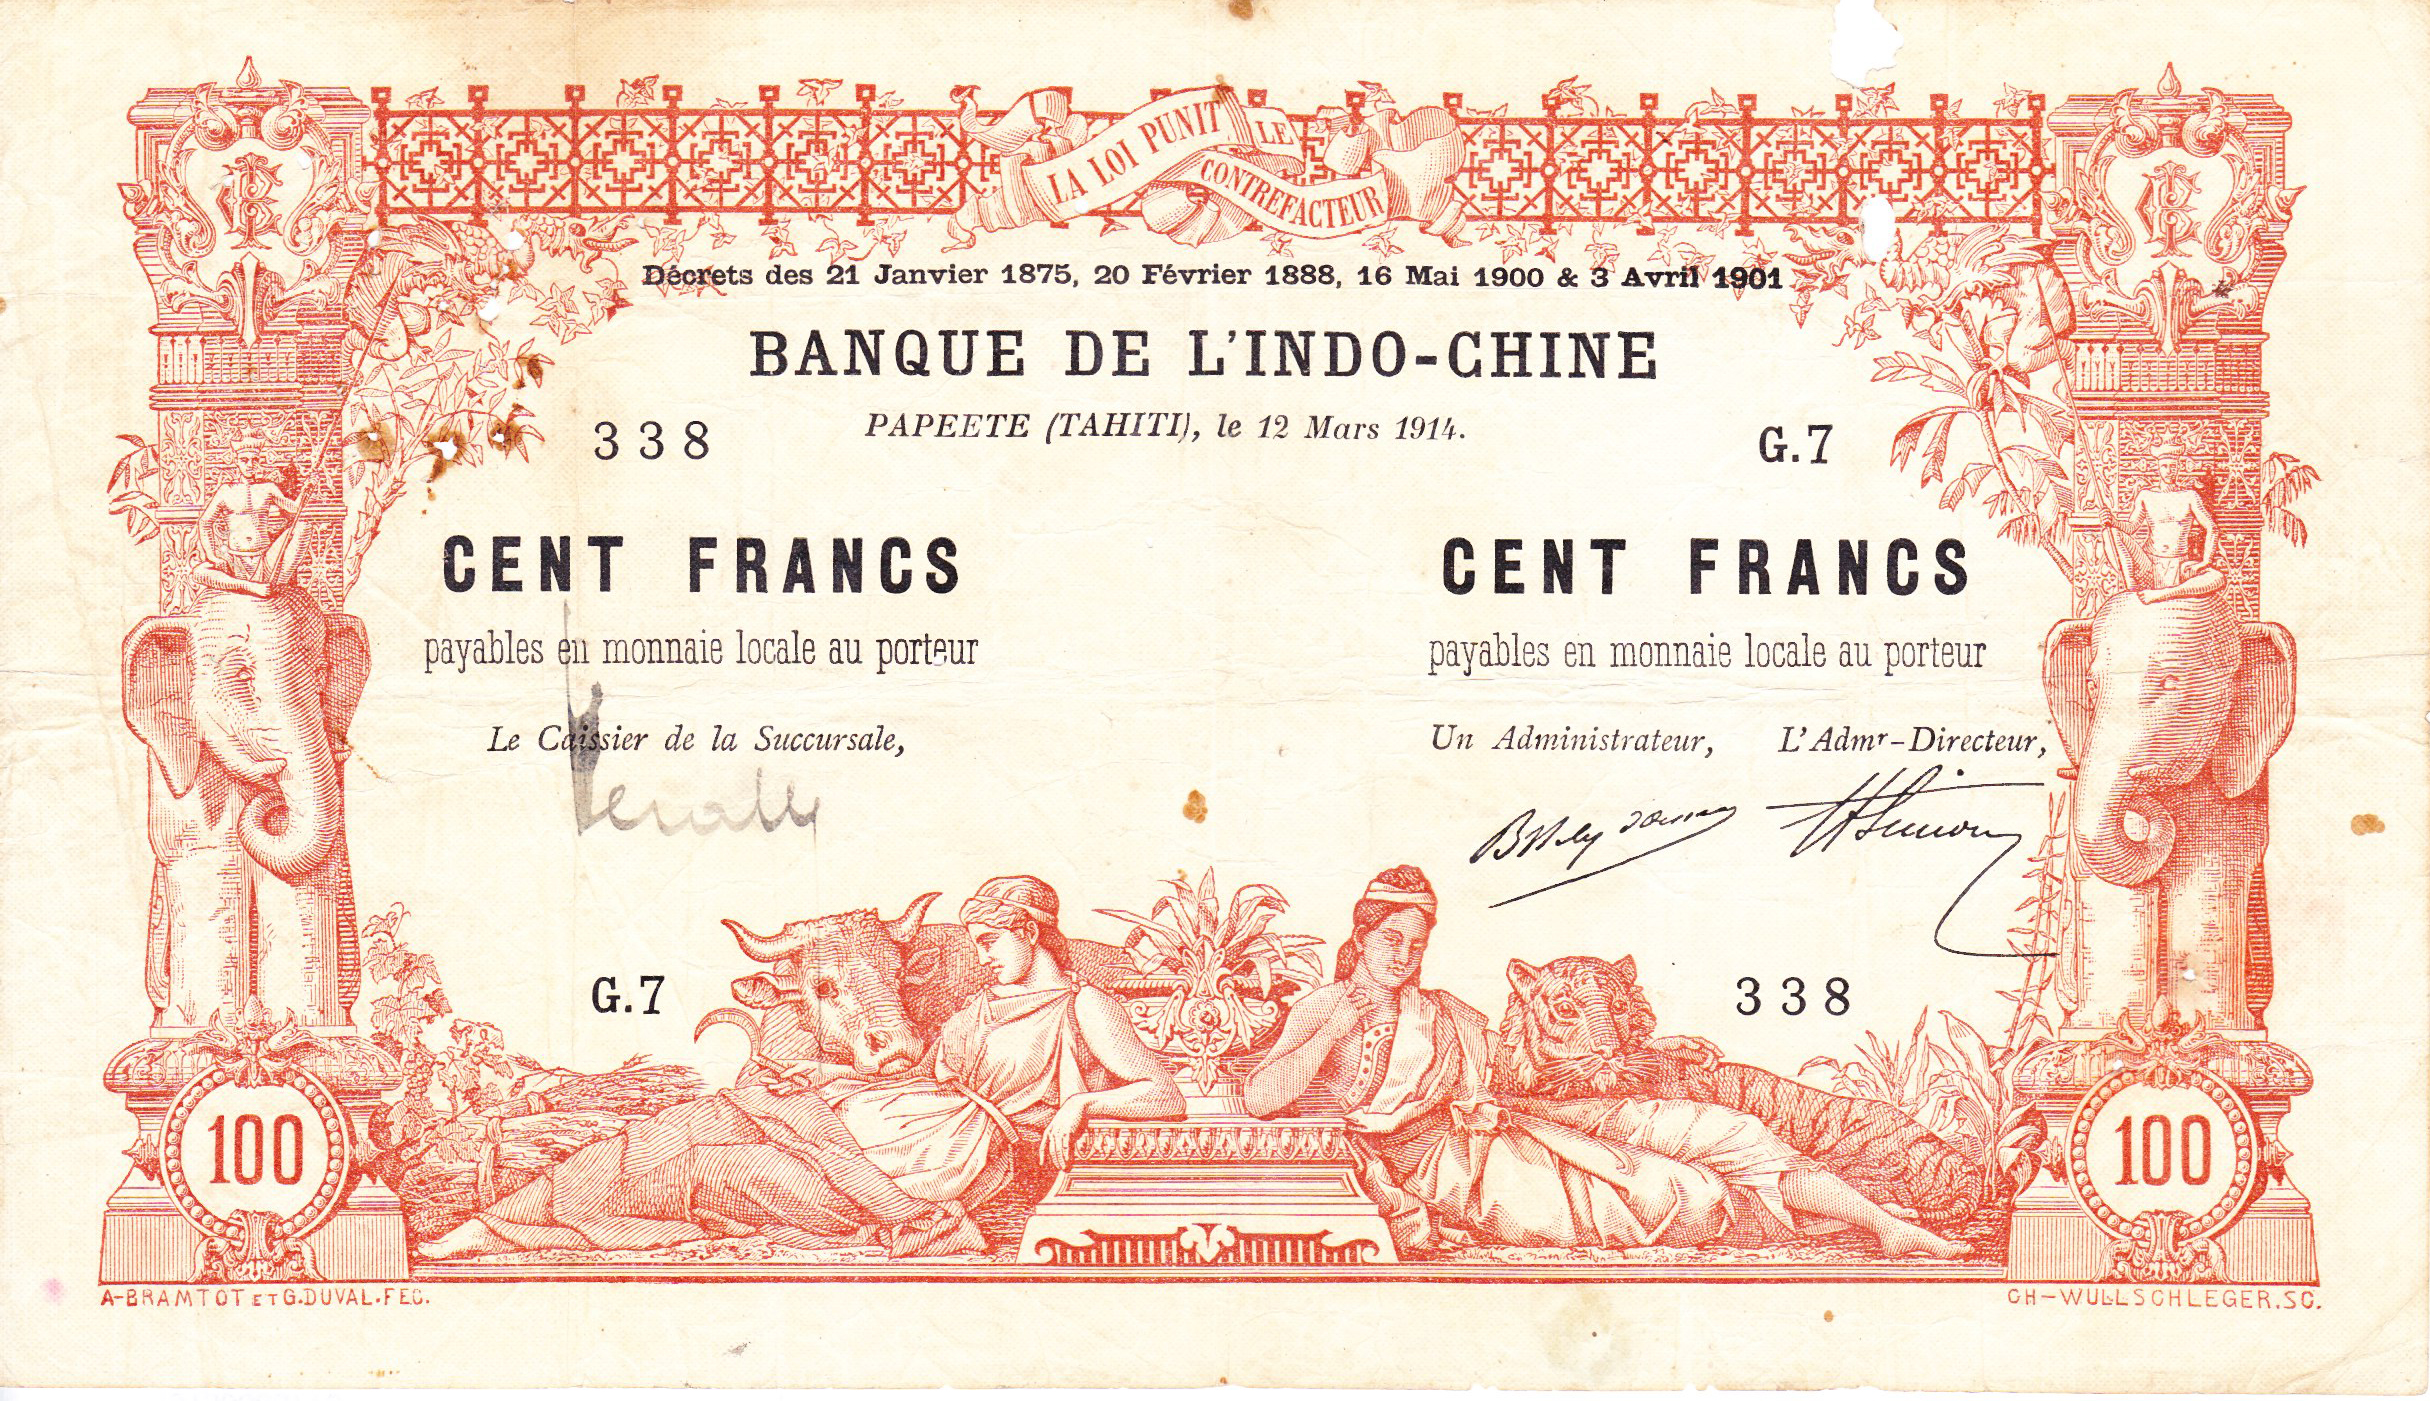 LA LOI PUNIT LE
CONTREFACTEUR
Décrets des 21 Janvier 1875, 20 Février 1888, 16 Mai 1900 & 3 Avril 1901
BANQUE DE L'INDO-CHINE
PAPEETE (TAHITI), le 12 Mars 1914.
338
G.7
CENT FRANCS
CENT FRANCS
payables en monnaie locale au porteur
payables en monnaie locale au porteur
Le Caissier de la Succursale,
Un Administrateur,
L'Admr-Directeur,
G.7
338
100
100
A-BRAMTOT ET G.DUVAL.FEC.
CH-WULLSCHLEGER.SC.